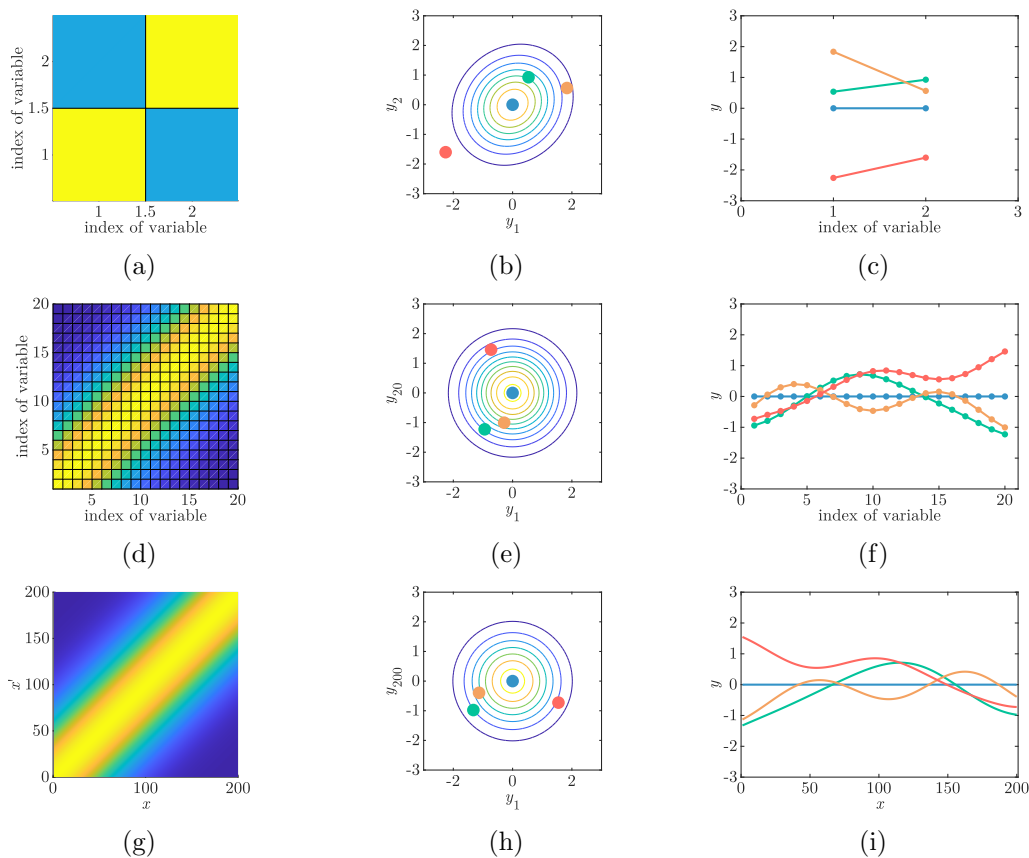 2
1.5
1
index of variable
1 1.5 2
index of variable
(a)
3
2
1
0
-1
-2
-3
y2
-2 0 2
y1
(b)
3
2
1
0
-1
-2
-3
y
0 1 2 3
index of variable
(c)
20
15
10
5
index of variable
5 10 15 20
index of variable
(d)
3
2
1
0
-1
-2
-3
y20
-2 0 2
y1
(e)
3
2
1
0
-1
-2
-3
y
0 5 10 15 20
index of variable
(f)
200
150
100
50
0
x'
0 100 200
x
(g)
3
2
1
0
-1
-2
-3
y200
-2 0 2
y1
(h)
3
2
1
0
-1
-2
-3
y
0 50 100 150 200
x
(i)